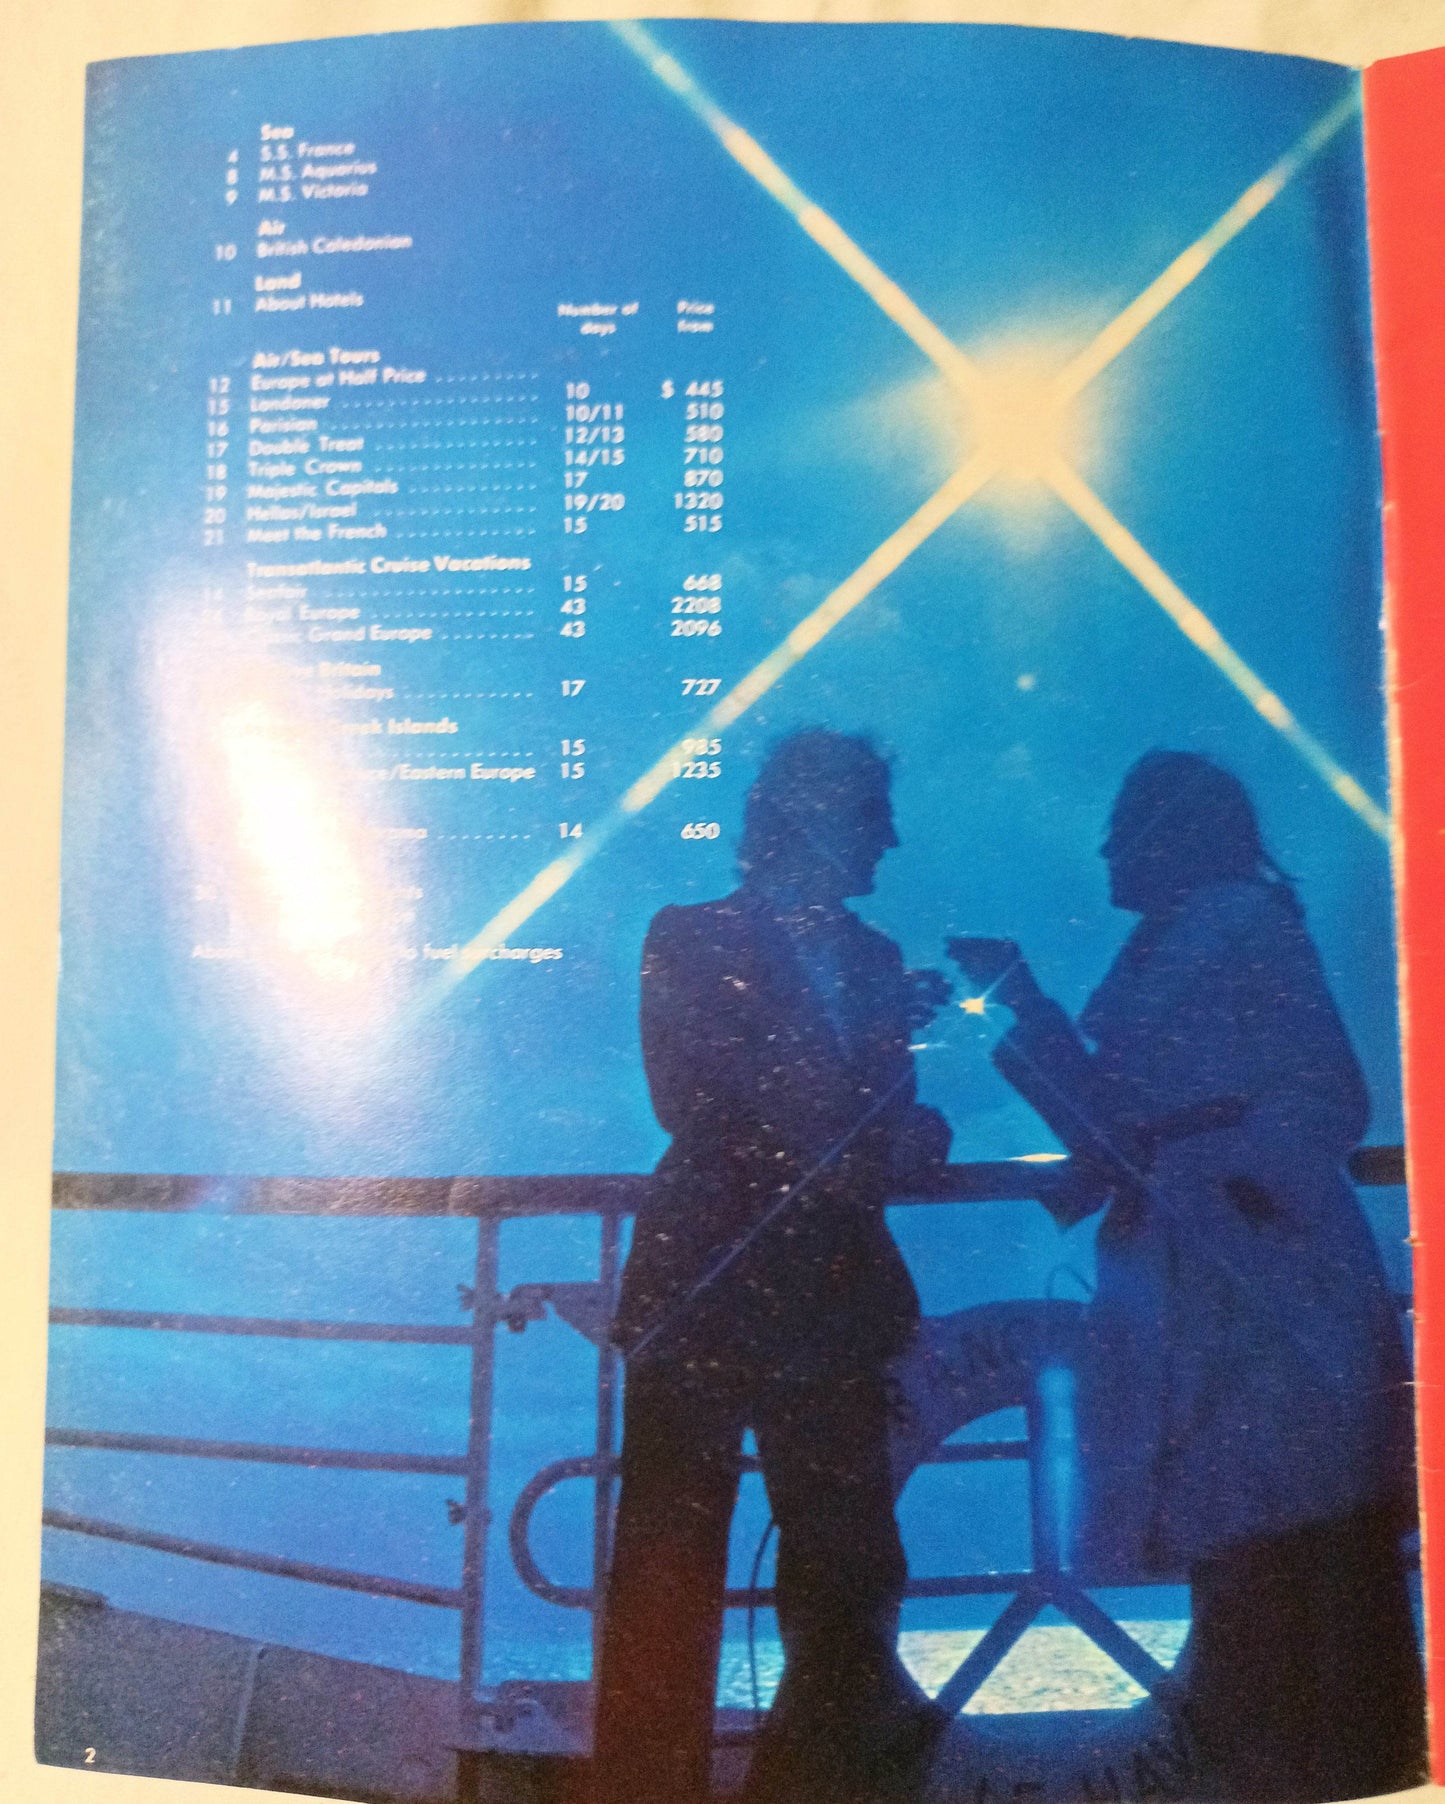 Sea
4 S.S. France
8 M.S. Aquarius
9 M.S. Victoria
Air
10 British Caledonian
Land
11 About Hotels
Number of days Price from
Air/Sea Tours
12 Europe at Half Price ..........
15 Londoner .......... 10 $ 445
16 Parisian .......... 10/11 510
17 Double Treat .......... 12/13 580
18 Triple Crown .......... 14/15 710
19 Majestic Capitals .......... 17 870
20 Hellas/Israel .......... 19/20 1320
21 Meet the French .......... 15 515
Transatlantic Cruise Vacations
Seafair .......... 15 668
Royal Europe .......... 43 2208
Grand Europe .......... 43 2096
Britain
Holidays .......... 17 727
Greek Islands
.......... 15 985
/Eastern Europe 15 1235
.......... 14 650
to fuel surcharges
2